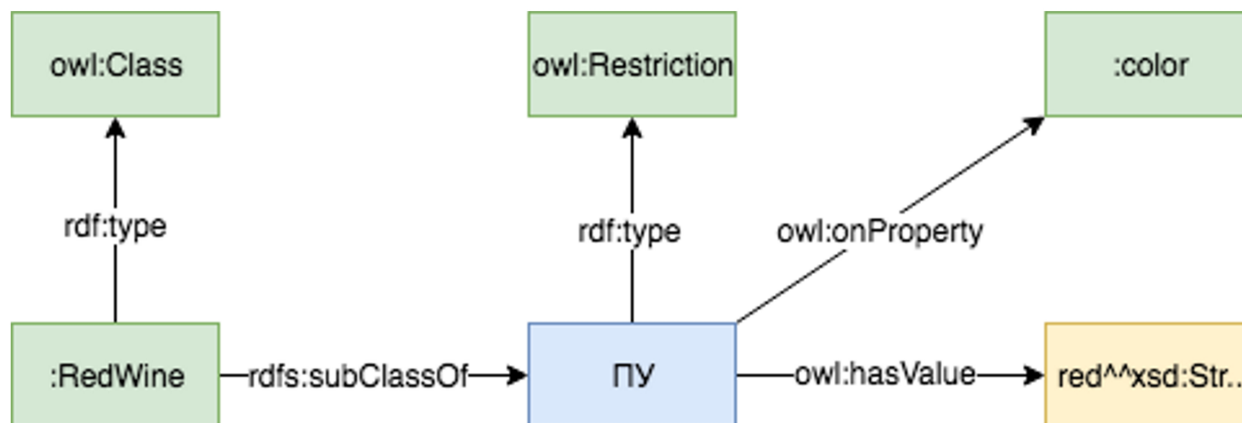 owl:Class
owl:Restriction
:color
rdf:type
rdf:type
owl:onProperty
:RedWine
rdfs:subClassOf
ПУ
owl:hasValue
red^^xsd:Str..